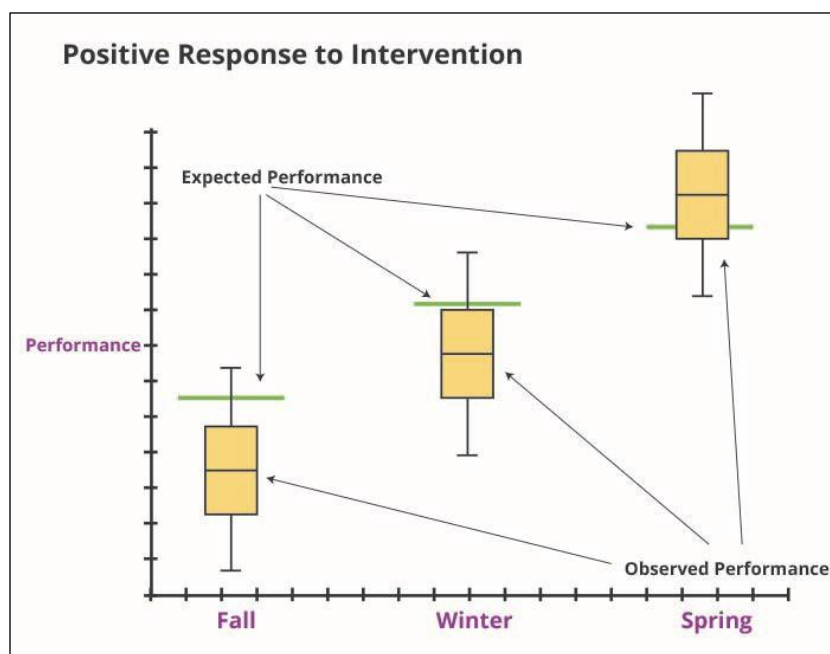 Positive Response to Intervention
Expected Performance
Performance
Observed Performance
Fall
Winter
Spring